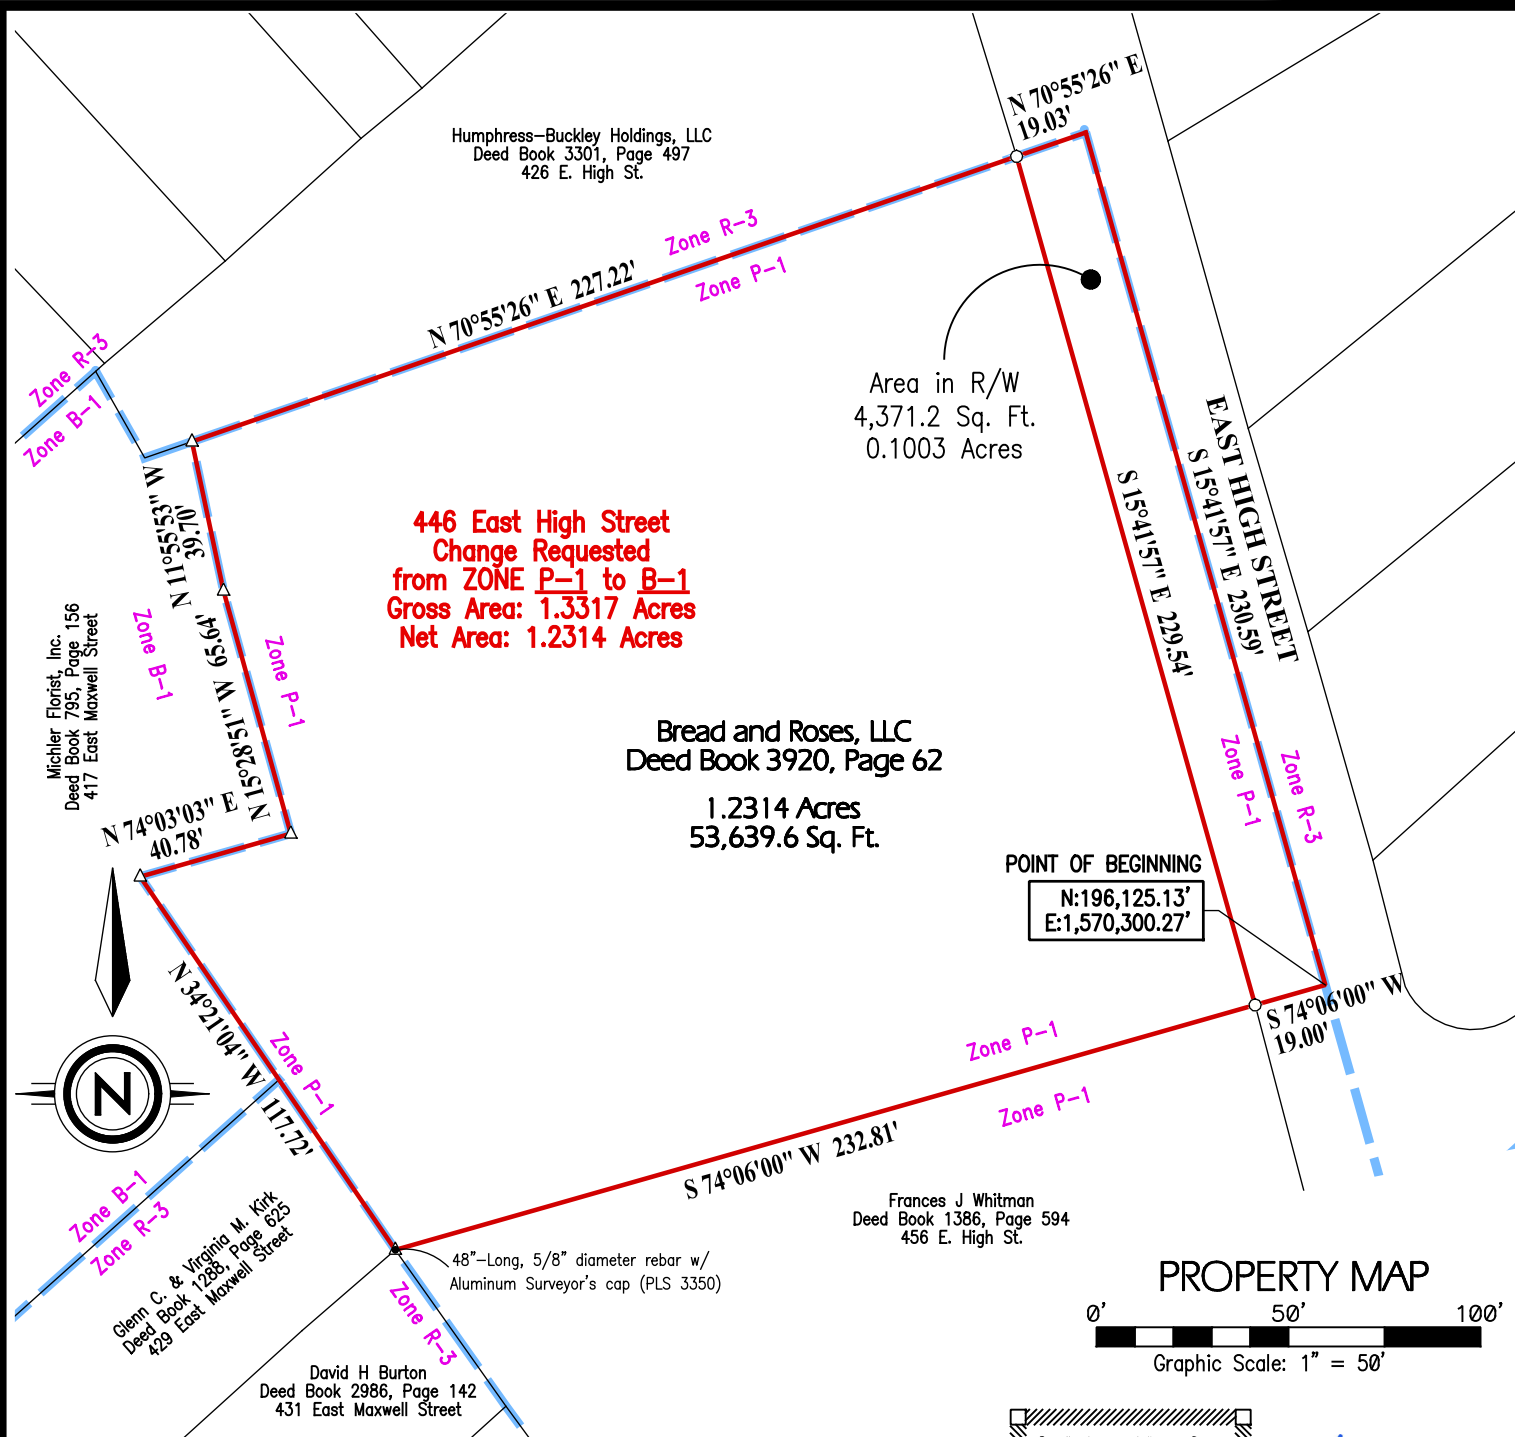 N 70°55'26" E
19.03'
Humphress-Buckley Holdings, LLC
Deed Book 3301, Page 497
426 E. High St.
Zone R-3
Zone P-1
N 70°55'26" E 227.22'
Zone R-3
Zone B-1
Area in R/W
4,371.2 Sq. Ft.
0.1003 Acres
EAST HIGH STREET
S 15°41'57" E 230.59'
S 15°41'57" E 229.54'
N 11°55'53" W
39.70'
446 East High Street
Change Requested
from ZONE P-1 to B-1
Gross Area: 1.3317 Acres
Net Area: 1.2314 Acres
Michler Florist, Inc.
Deed Book 795, Page 156
417 East Maxwell Street
Zone B-1
Zone P-1
N 15°28'51" W 65.64'
Bread and Roses, LLC
Deed Book 3920, Page 62
1.2314 Acres
53,639.6 Sq. Ft.
Zone P-1
Zone R-3
N 74°03'03" E
40.78'
POINT OF BEGINNING
N:196,125.13'
E:1,570,300.27'
S 74°06'00" W
19.00'
N 34°21'04" W 117.72'
Zone P-1
N
Zone P-1
Zone P-1
S 74°06'00" W 232.81'
Zone B-1
Zone R-3
Glenn C. & Virginia M. Kirk
Deed Book 1288, Page 625
429 East Maxwell Street
Frances J Whitman
Deed Book 1386, Page 594
456 E. High St.
48"-Long, 5/8" diameter rebar w/
Aluminum Surveyor's cap (PLS 3350)
Zone R-3
David H Burton
Deed Book 2986, Page 142
431 East Maxwell Street
PROPERTY MAP
0' 50' 100'
Graphic Scale: 1" = 50'